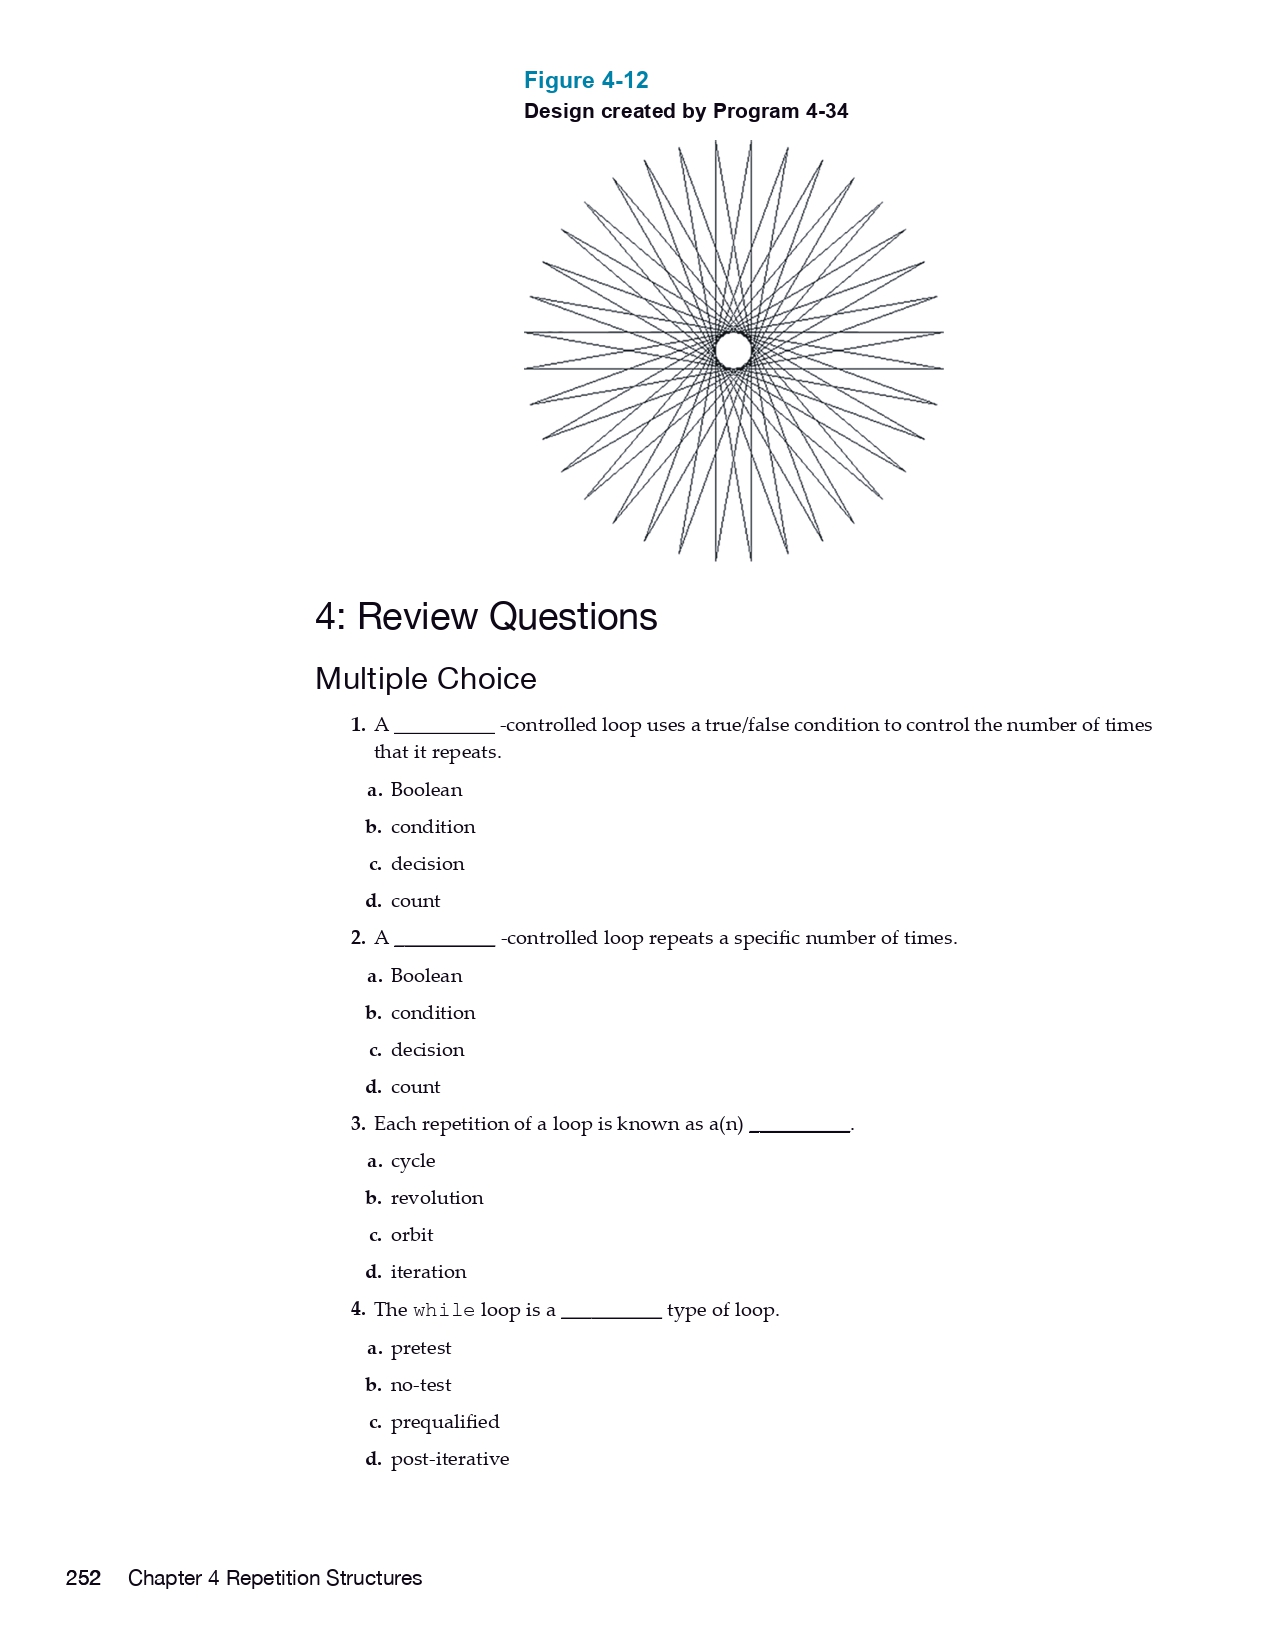 Figure 4-12
Design created by Program 4-34
4: Review Questions
Multiple Choice
1. A __________ -controlled loop uses a true/false condition to control the number of times
that it repeats.
a. Boolean
b. condition
c. decision
d. count
2. A __________ -controlled loop repeats a specific number of times.
a. Boolean
b. condition
c. decision
d. count
3. Each repetition of a loop is known as a(n) __________.
a. cycle
b. revolution
c. orbit
d. iteration
4. The while loop is a __________ type of loop.
a. pretest
b. no-test
c. prequalified
d. post-iterative
252 Chapter 4 Repetition Structures